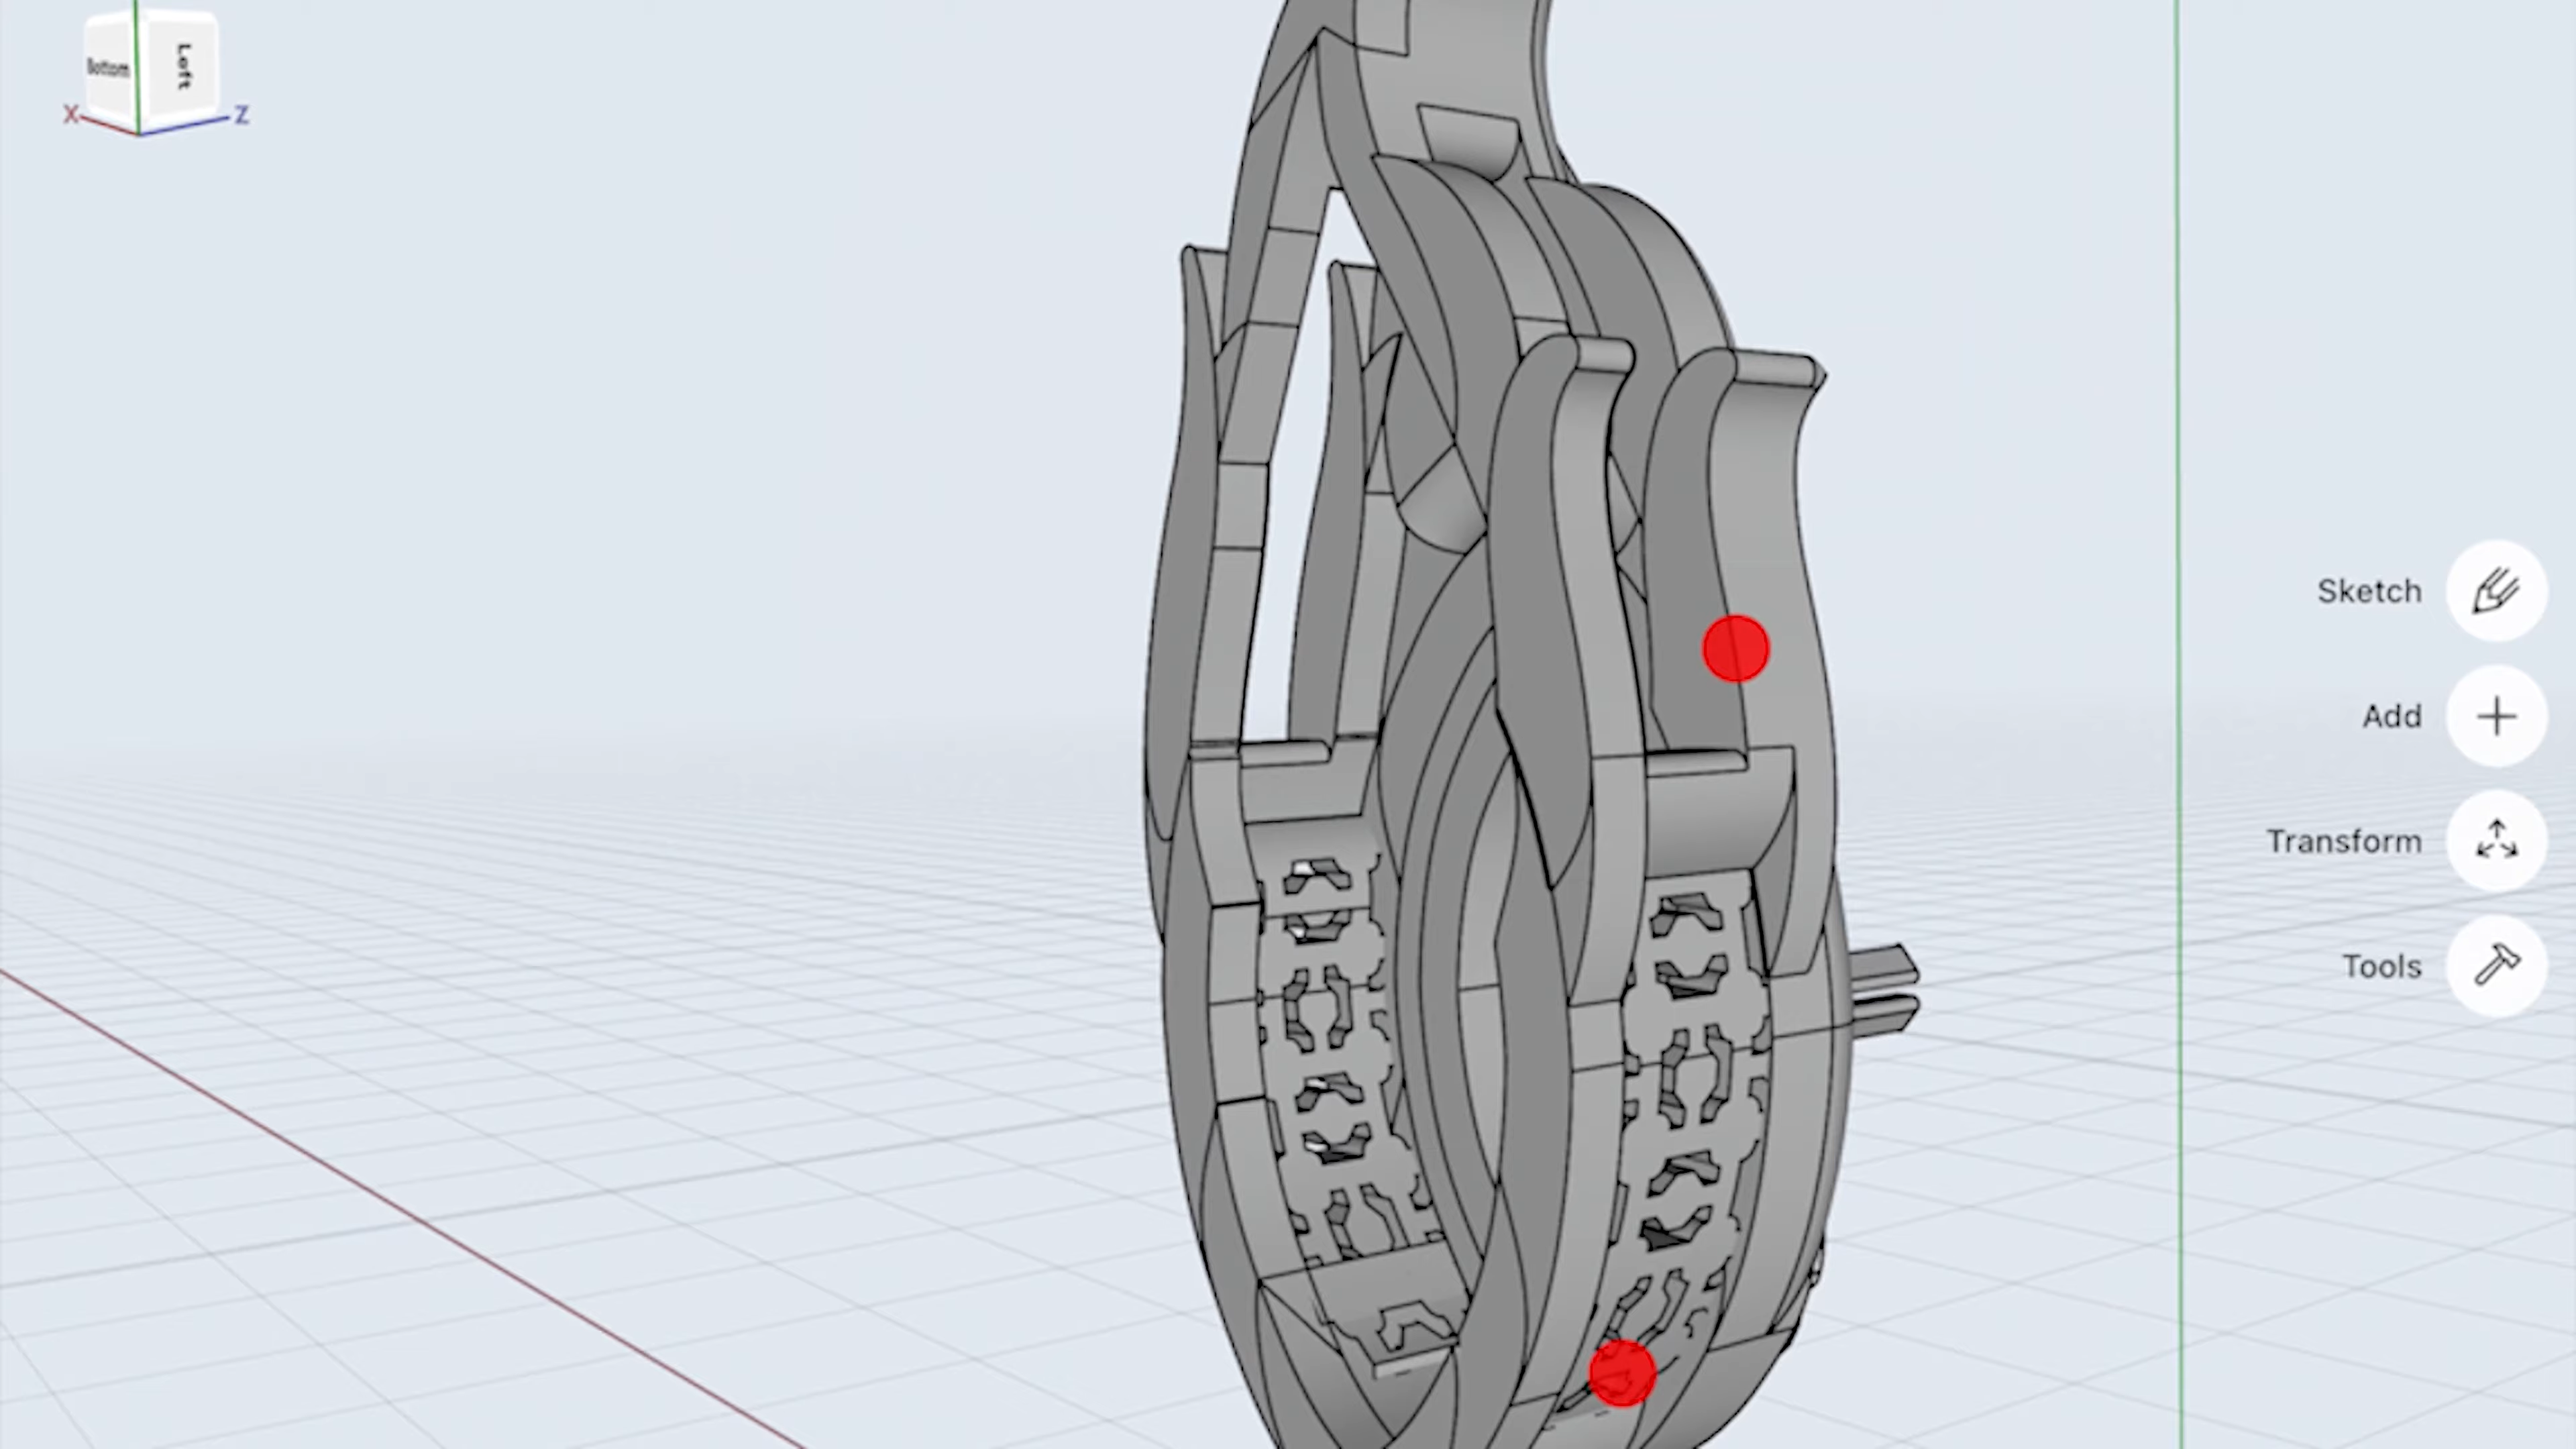 Bottom
Left
X
Z
Sketch
Add
Transform
Tools